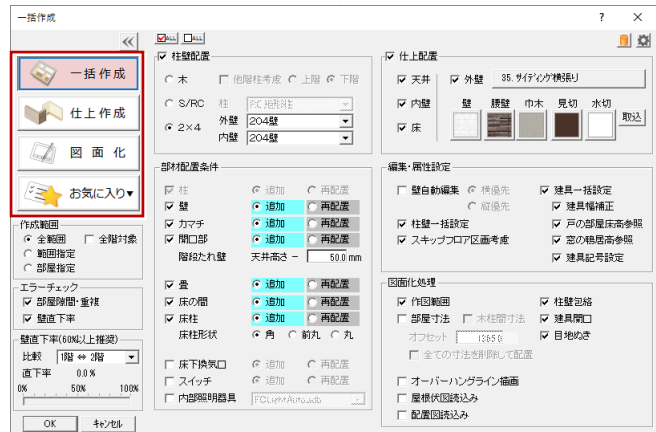 一括作成
? ×
≪
ALL ALL
一括作成
仕上作成
図面化
お気に入り▼
作成範囲
全範囲 全階対象
範囲指定
部屋指定
エラーチェック
部屋隙間・重複
壁直下率
壁直下率(60%以上推奨)
比較 1階 ⇔ 2階
直下率 0.0 %
0% 50% 100%
OK キャンセル
柱壁配置
木 他階柱考慮 上階 下階
S/RC 柱 RC 矩形柱
2×4 外壁 204壁
内壁 204壁
部材配置条件
柱 追加 再配置
壁 追加 再配置
カマチ 追加 再配置
開口部 追加 再配置
階段たれ壁 天井高さ － 50.0 mm
畳 追加 再配置
床の間 追加 再配置
床柱 追加 再配置
床柱形状 角 前丸 丸
床下換気口 追加 再配置
スイッチ 追加 再配置
内部照明器具 FCLightAuto.adb
仕上配置
天井 外壁 35. サイディング横張り
内壁 壁 腰壁 巾木 見切 水切
床 取込
編集・属性設定
壁自動編集 横優先
縦優先
柱壁一括設定
スキップフロア区画考慮
建具一括設定
建具幅補正
戸の部屋床高参照
窓の鴨居高参照
建具記号設定
図面化処理
作図範囲 柱壁包絡
部屋寸法 木柱間寸法 建具開口
オフセット 1365.0 目地ぬき
全ての寸法を削除して配置
オーバーハングライン描画
屋根伏図読込み
配置図読込み